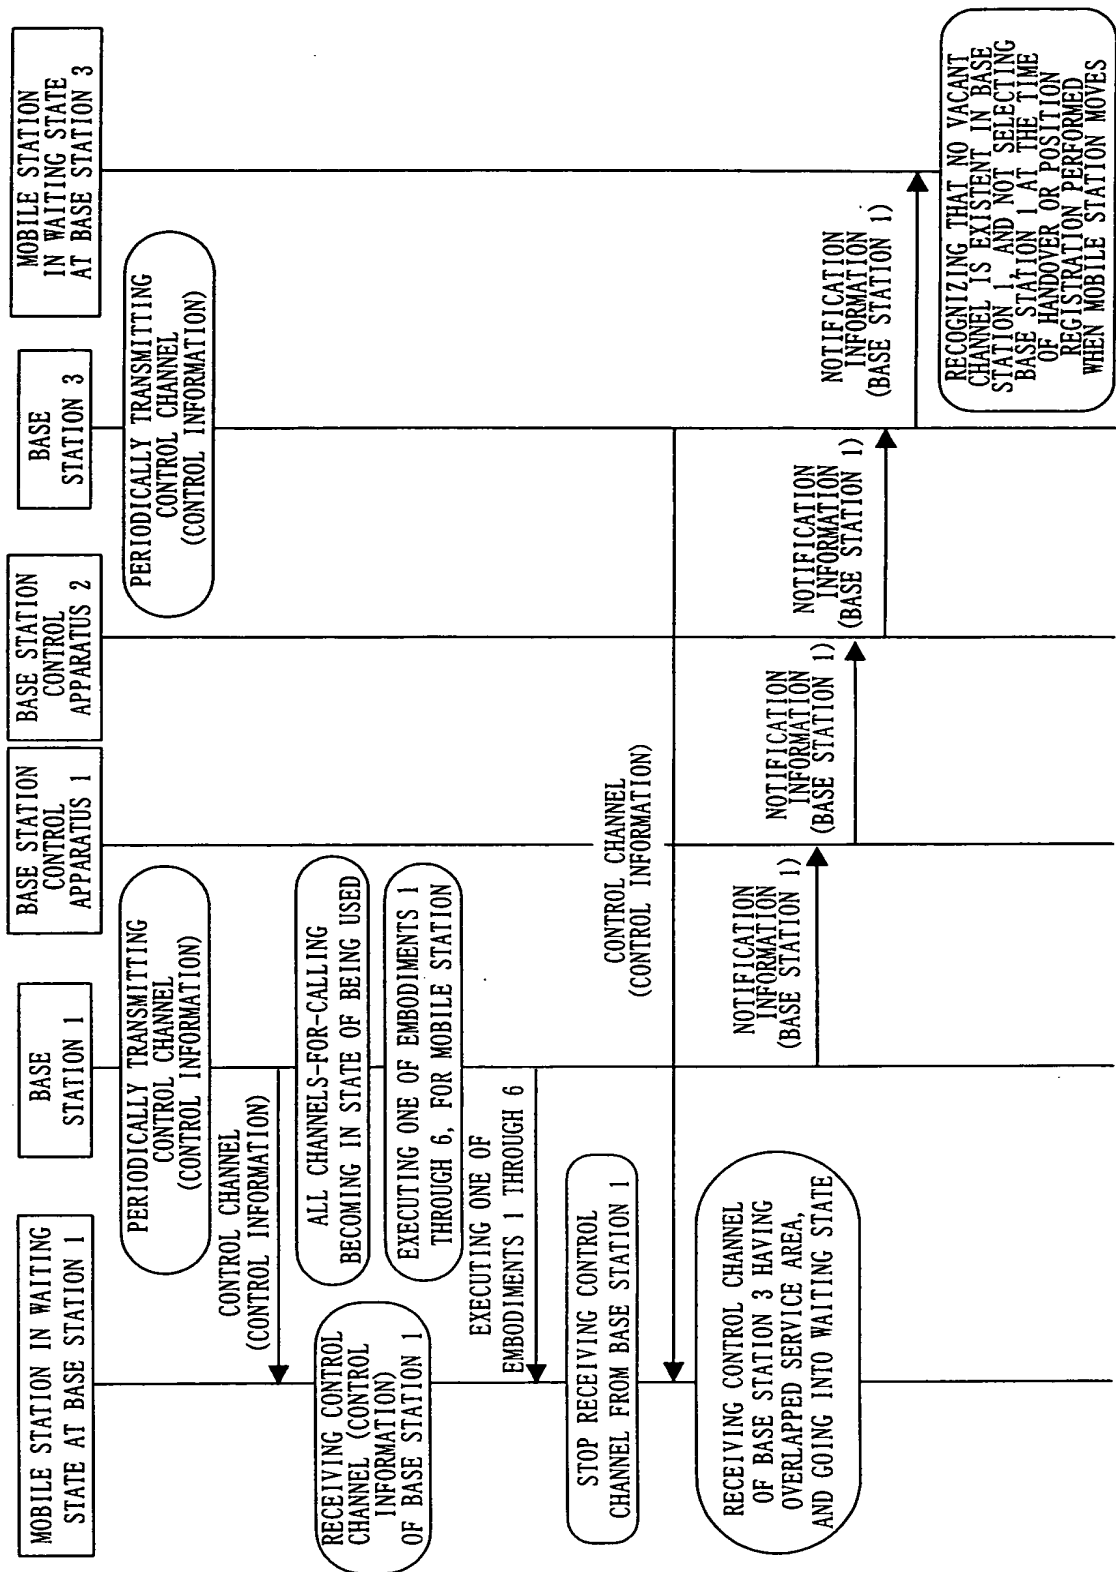 MOBILE STATION IN WAITING
STATE AT BASE STATION 1
BASE
STATION 1
BASE STATION
CONTROL
APPARATUS 1
BASE STATION
CONTROL
APPARATUS 2
BASE
STATION 3
MOBILE STATION
IN WAITING STATE
AT BASE STATION 3
PERIODICALLY TRANSMITTING
CONTROL CHANNEL
(CONTROL INFORMATION)
PERIODICALLY TRANSMITTING
CONTROL CHANNEL
(CONTROL INFORMATION)
CONTROL CHANNEL
(CONTROL INFORMATION)
RECEIVING CONTROL
CHANNEL (CONTROL
INFORMATION)
OF BASE STATION 1
ALL CHANNELS-FOR-CALLING
BECOMING IN STATE OF BEING USED
EXECUTING ONE OF EMBODIMENTS 1
THROUGH 6, FOR MOBILE STATION
EXECUTING ONE OF
EMBODIMENTS 1 THROUGH 6
STOP RECEIVING CONTROL
CHANNEL FROM BASE STATION 1
CONTROL CHANNEL
(CONTROL INFORMATION)
RECEIVING CONTROL CHANNEL
OF BASE STATION 3 HAVING
OVERLAPPED SERVICE AREA,
AND GOING INTO WAITING STATE
NOTIFICATION
INFORMATION
(BASE STATION 1)
NOTIFICATION
INFORMATION
(BASE STATION 1)
NOTIFICATION
INFORMATION
(BASE STATION 1)
NOTIFICATION
INFORMATION
(BASE STATION 1)
RECOGNIZING THAT NO VACANT
CHANNEL IS EXISTENT IN BASE
STATION 1, AND NOT SELECTING
BASE STATION 1 AT THE TIME
OF HANDOVER OR POSITION
REGISTRATION PERFORMED
WHEN MOBILE STATION MOVES